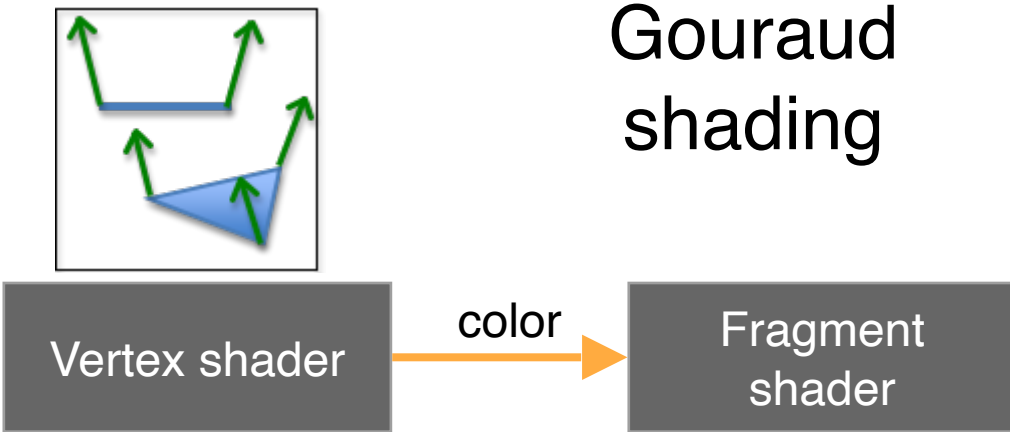 Gouraud
shading
Vertex shader
color
Fragment
shader